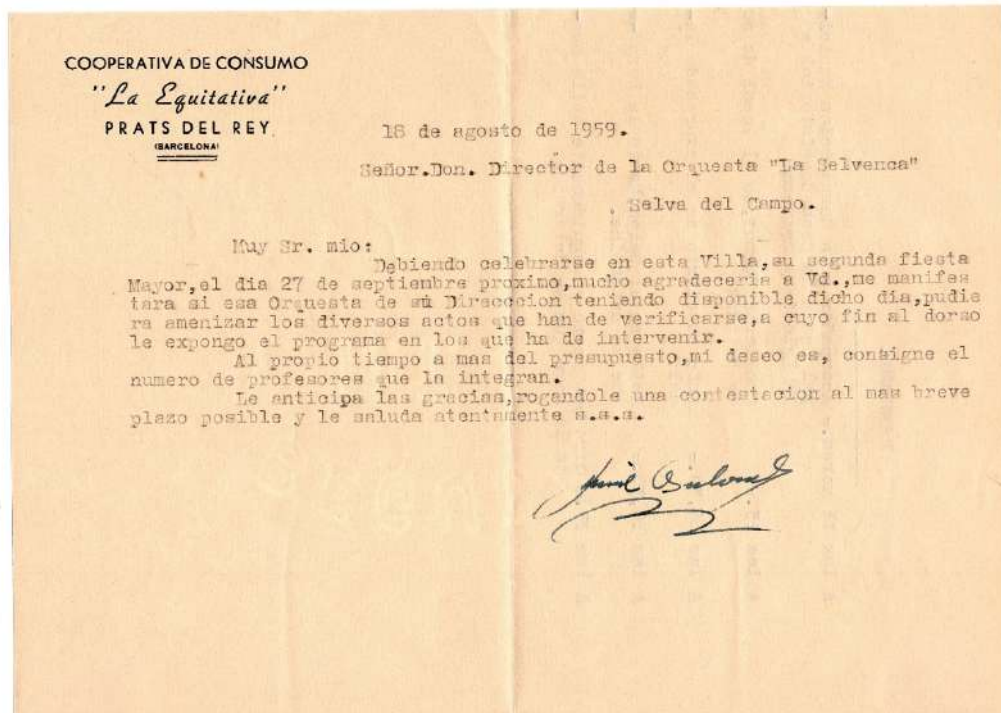 COOPERATIVA DE CONSUMO
"La Equitativa"
PRATS DEL REY
(BARCELONA)
18 de agosto de 1959.
Señor.Don. Director de la Orquesta "La Selvenca"
Selva del Campo.
Muy Sr. mio:
Debiendo celebrarse en esta Villa,su segunda fiesta
Mayor,el dia 27 de septiembre proximo,mucho agradeceria a Vd.,me manifes
tara si esa Orquesta de su Direccion teniendo disponible dicho dia,pudie
ra amenizar los diversos actos que han de verificarse,a cuyo fin al dorso
le expongo el programa en los que ha de intervenir.
Al propio tiempo a mas del presupuesto,mi deseo es, consigne el
numero de profesores que la integran.
Le anticipa las gracias,rogandole una contestacion al mas breve
plazo posible y le saluda atentamente s.s.s.